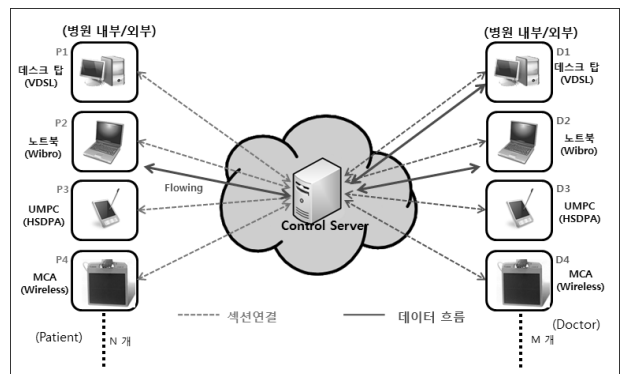 (병원 내부/외부)
(병원 내부/외부)
P1
데스크 탑
(VDSL)
P2
노트북
(Wibro)
P3
UMPC
(HSDPA)
P4
MCA
(Wireless)
(Patient)
N 개
Flowing
Control Server
섹션연결
데이터 흐름
D1
데스크 탑
(VDSL)
D2
노트북
(Wibro)
D3
UMPC
(HSDPA)
D4
MCA
(Wireless)
(Doctor)
M 개